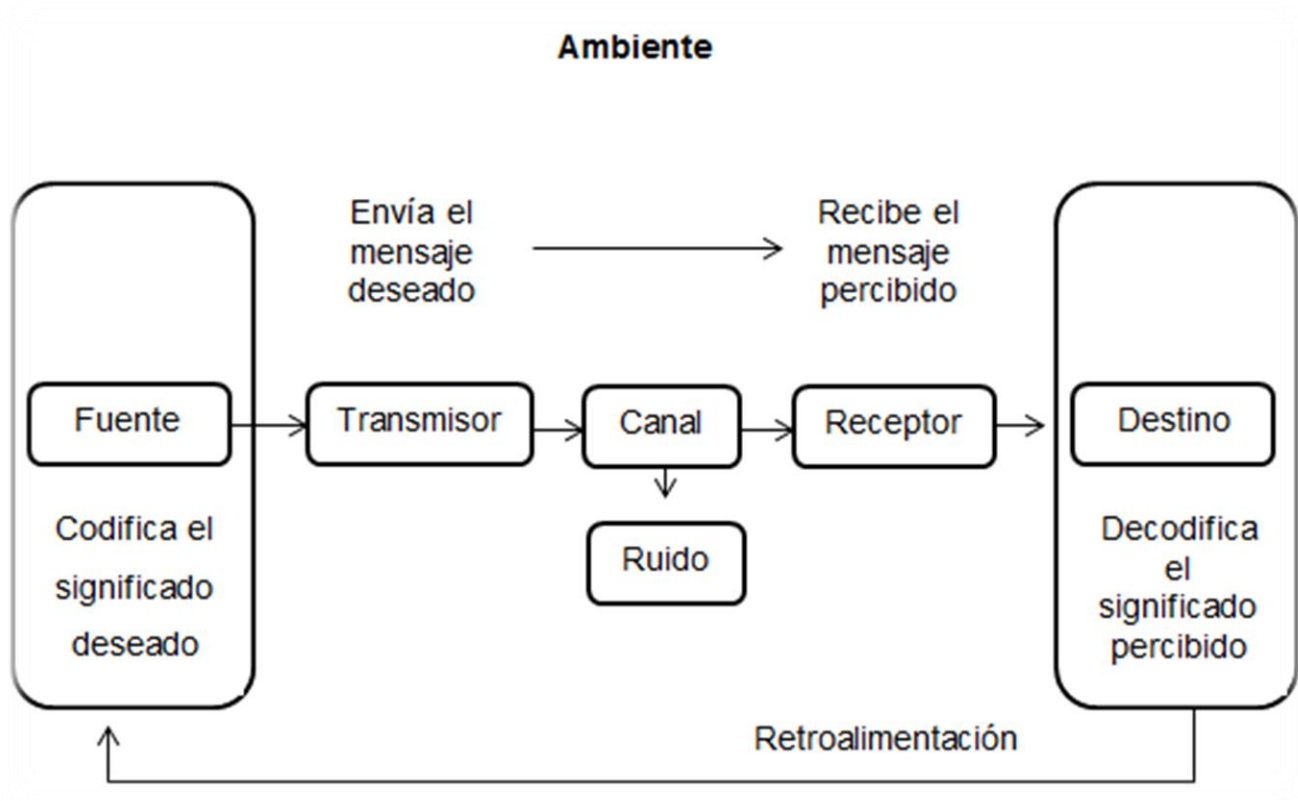 Ambiente
Envía el
mensaje
deseado
Recibe el
mensaje
percibido
Fuente
Transmisor
Canal
Receptor
Destino
Codifica el
significado
deseado
Ruido
Decodifica
el
significado
percibido
Retroalimentación